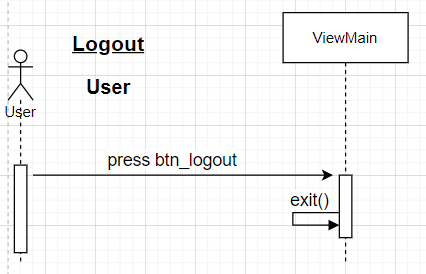 Logout
ViewMain
User
User
press btn_logout
exit()